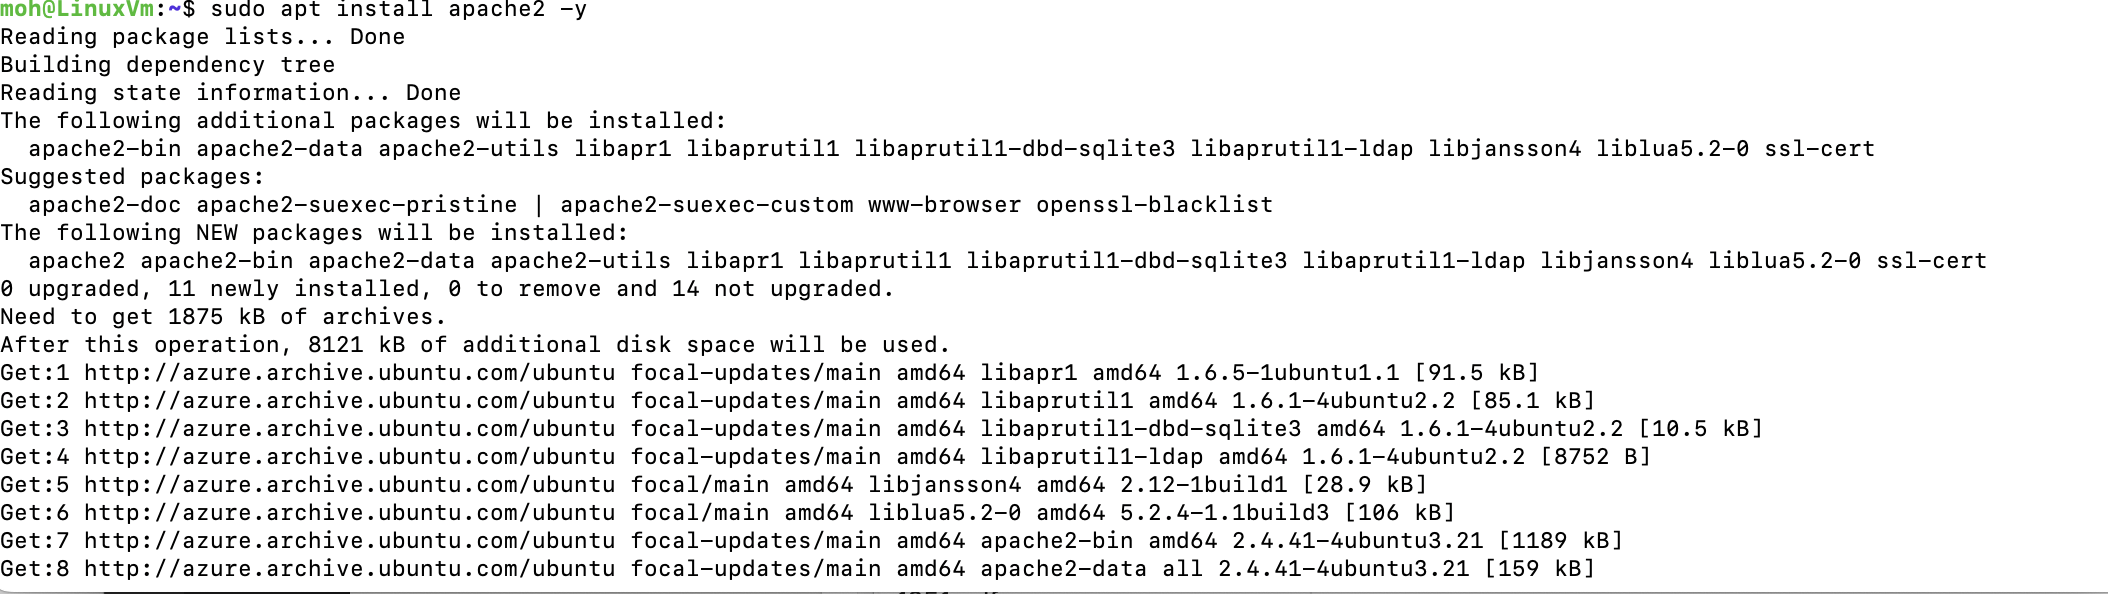 moh@LinuxVm:~$ sudo apt install apache2 -y
Reading package lists... Done
Building dependency tree
Reading state information... Done
The following additional packages will be installed:
  apache2-bin apache2-data apache2-utils libapr1 libaprutil1 libaprutil1-dbd-sqlite3 libaprutil1-ldap libjansson4 liblua5.2-0 ssl-cert
Suggested packages:
  apache2-doc apache2-suexec-pristine | apache2-suexec-custom www-browser openssl-blacklist
The following NEW packages will be installed:
  apache2 apache2-bin apache2-data apache2-utils libapr1 libaprutil1 libaprutil1-dbd-sqlite3 libaprutil1-ldap libjansson4 liblua5.2-0 ssl-cert
0 upgraded, 11 newly installed, 0 to remove and 14 not upgraded.
Need to get 1875 kB of archives.
After this operation, 8121 kB of additional disk space will be used.
Get:1 http://azure.archive.ubuntu.com/ubuntu focal-updates/main amd64 libapr1 amd64 1.6.5-1ubuntu1.1 [91.5 kB]
Get:2 http://azure.archive.ubuntu.com/ubuntu focal-updates/main amd64 libaprutil1 amd64 1.6.1-4ubuntu2.2 [85.1 kB]
Get:3 http://azure.archive.ubuntu.com/ubuntu focal-updates/main amd64 libaprutil1-dbd-sqlite3 amd64 1.6.1-4ubuntu2.2 [10.5 kB]
Get:4 http://azure.archive.ubuntu.com/ubuntu focal-updates/main amd64 libaprutil1-ldap amd64 1.6.1-4ubuntu2.2 [8752 B]
Get:5 http://azure.archive.ubuntu.com/ubuntu focal/main amd64 libjansson4 amd64 2.12-1build1 [28.9 kB]
Get:6 http://azure.archive.ubuntu.com/ubuntu focal/main amd64 liblua5.2-0 amd64 5.2.4-1.1build3 [106 kB]
Get:7 http://azure.archive.ubuntu.com/ubuntu focal-updates/main amd64 apache2-bin amd64 2.4.41-4ubuntu3.21 [1189 kB]
Get:8 http://azure.archive.ubuntu.com/ubuntu focal-updates/main amd64 apache2-data all 2.4.41-4ubuntu3.21 [159 kB]